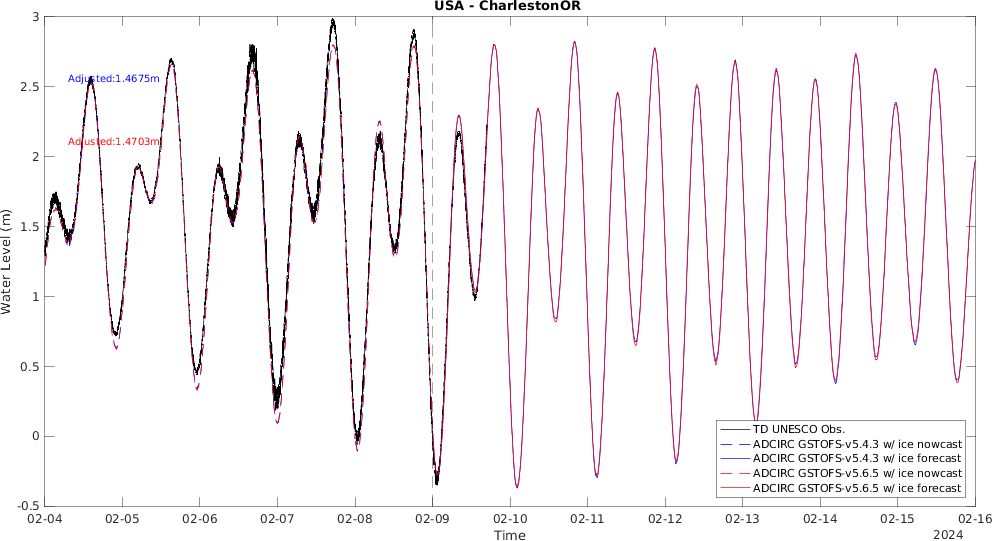 USA - CharlestonOR
3
2.5
2
1.5
1
0.5
0
-0.5
Water Level (m)
Adjusted:1.4675m
Adjusted:1.4703m
TD UNESCO Obs.
ADCIRC GSTOFS-v5.4.3 w/ ice nowcast
ADCIRC GSTOFS-v5.4.3 w/ ice forecast
ADCIRC GSTOFS-v5.6.5 w/ ice nowcast
ADCIRC GSTOFS-v5.6.5 w/ ice forecast
02-04 02-05 02-06 02-07 02-08 02-09 02-10 02-11 02-12 02-13 02-14 02-15 02-16
Time
2024